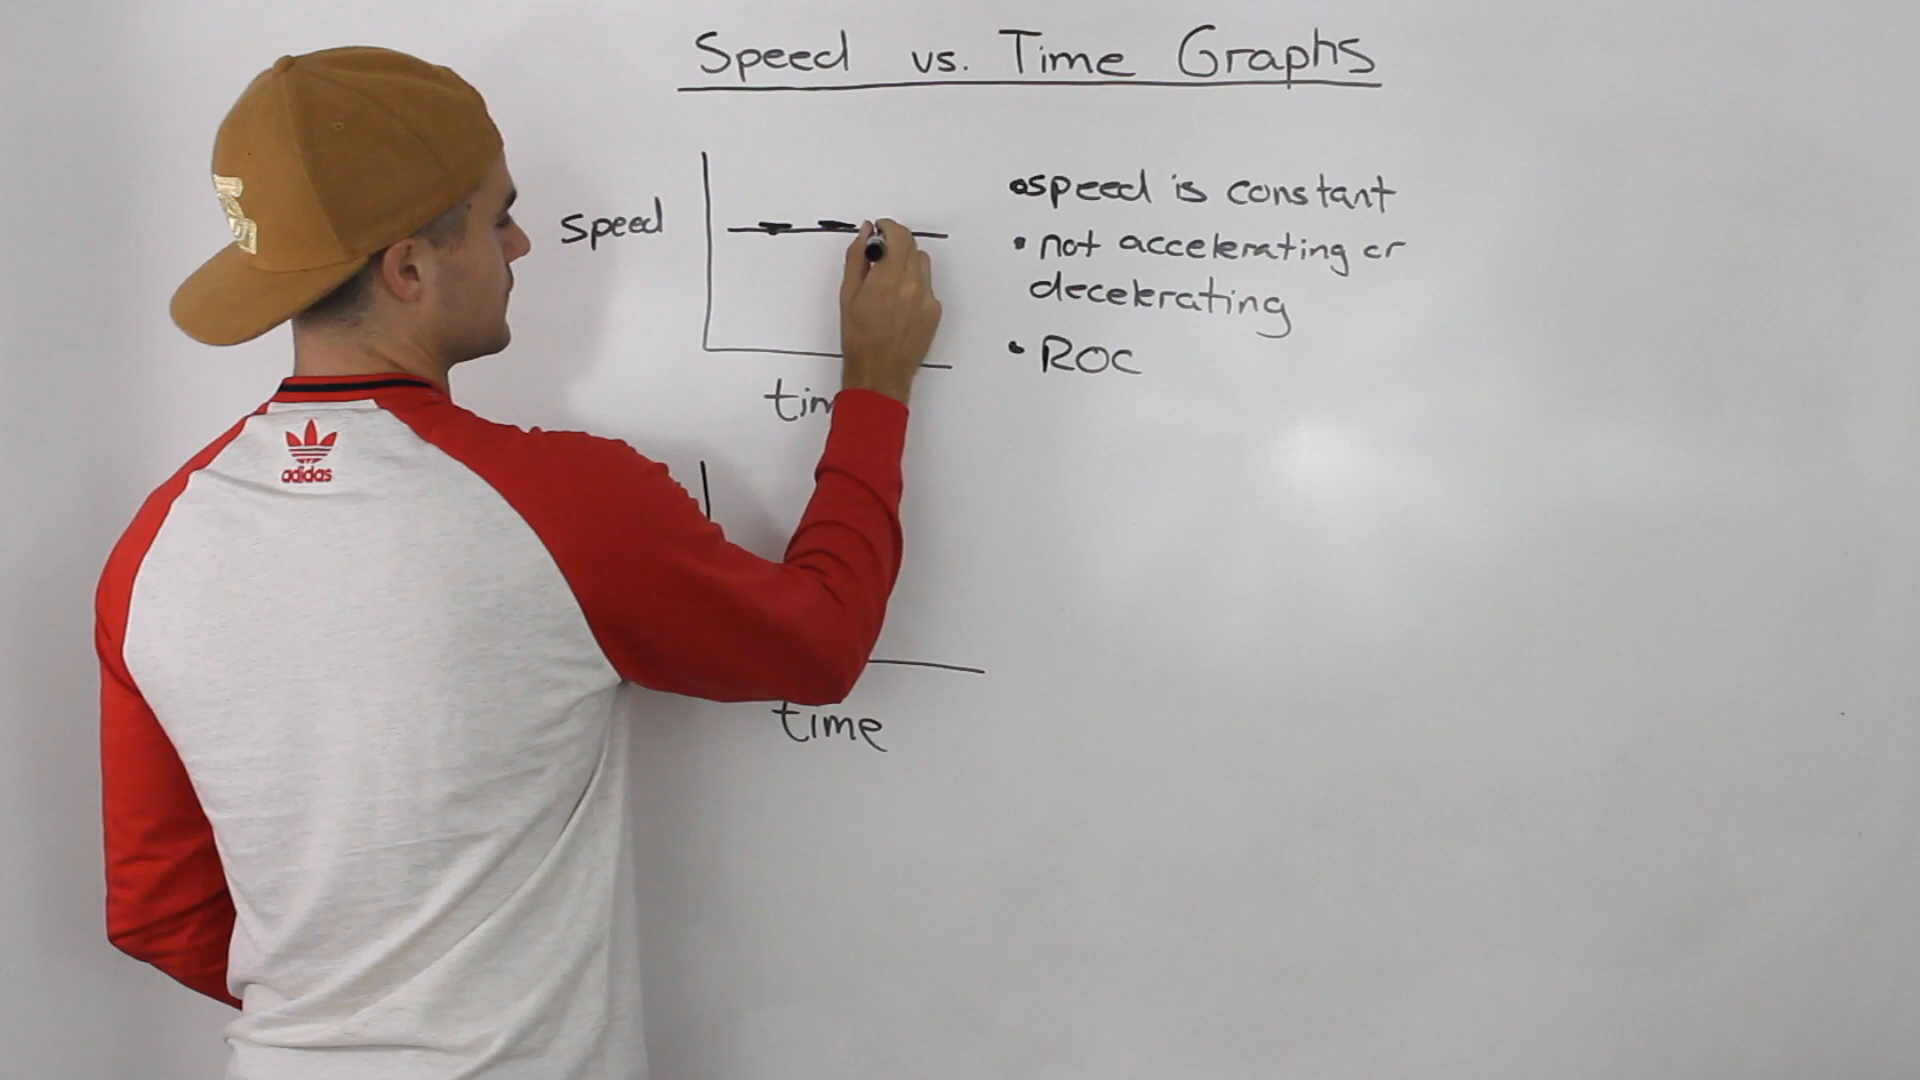 Speed vs. Time Graphs
speed
• speed is constant
• not accelerating or
decelerating
• ROC
adidas
time